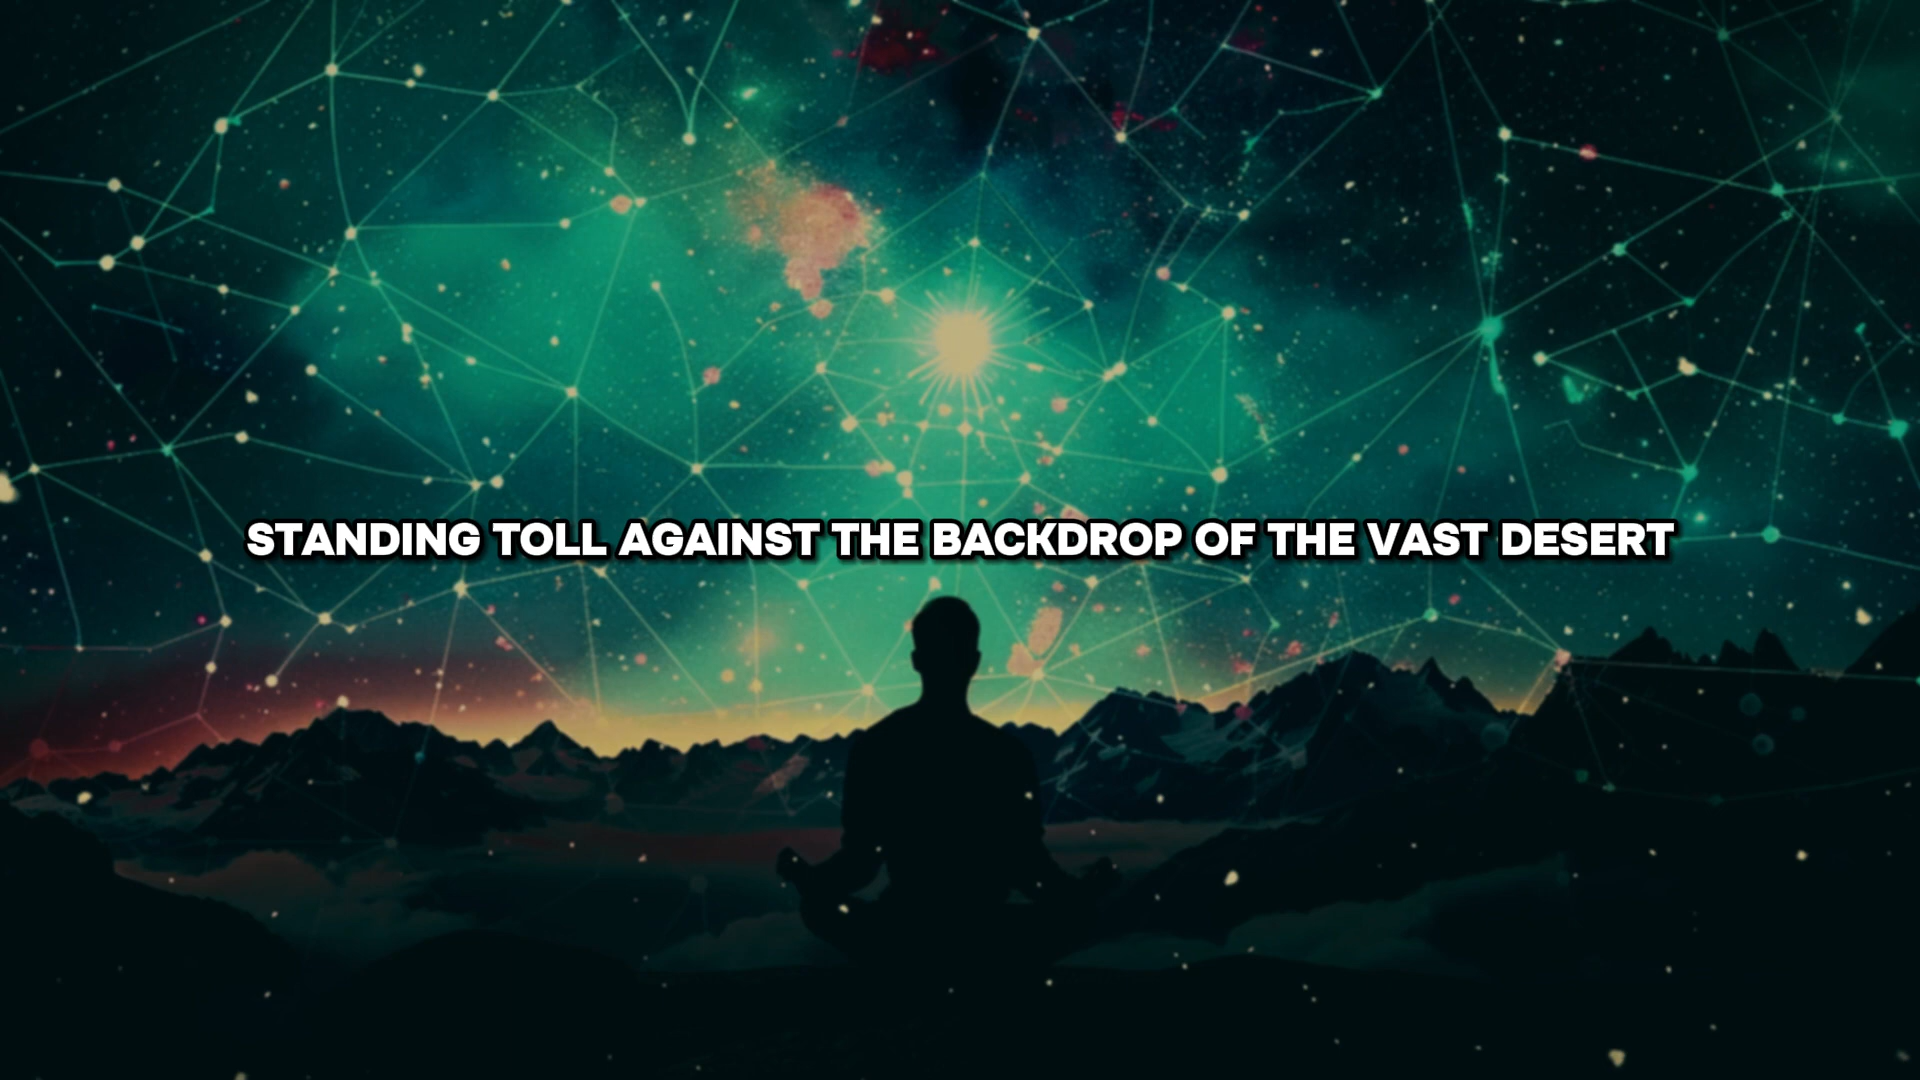 STANDING TOLL AGAINST THE BACKDROP OF THE VAST DESERT